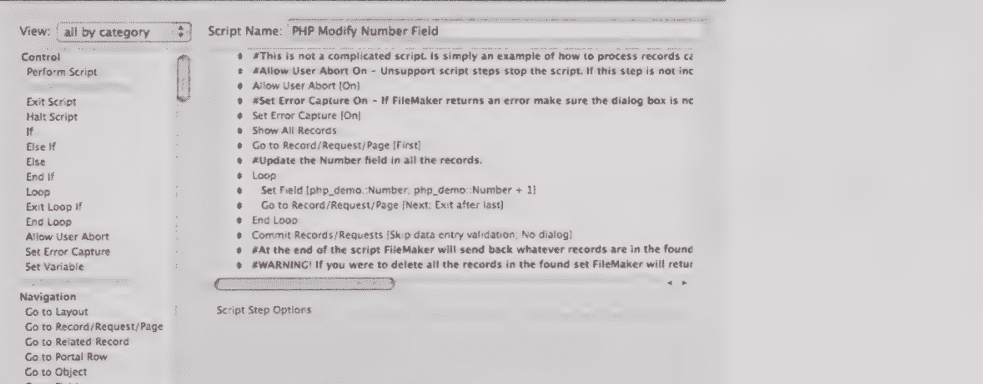 View: all by category
Script Name: PHP Modify Number Field
Control
Perform Script
Exit Script
Halt Script
If
Else If
Else
End If
Loop
Exit Loop If
End Loop
Allow User Abort
Set Error Capture
Set Variable
Navigation
Go to Layout
Go to Record/Request/Page
Go to Related Record
Go to Portal Row
Go to Object
#This is not a complicated script. Is simply an example of how to process records
#Allow User Abort On - Unsupport script steps stop the script. If this step is not
Allow User Abort [On]
#Set Error Capture On - If FileMaker returns an error make sure the dialog box is
Set Error Capture [On]
Show All Records
Go to Record/Request/Page [First]
#Update the Number field in all the records.
Loop
Set Field [php_demo::Number; php_demo::Number + 1]
Go to Record/Request/Page [Next; Exit after last]
End Loop
Commit Records/Requests [Skip data entry validation; No dialog]
#At the end of the script FileMaker will send back whatever records are in the found
#WARNING! If you were to delete all the records in the found set FileMaker will
Script Step Options